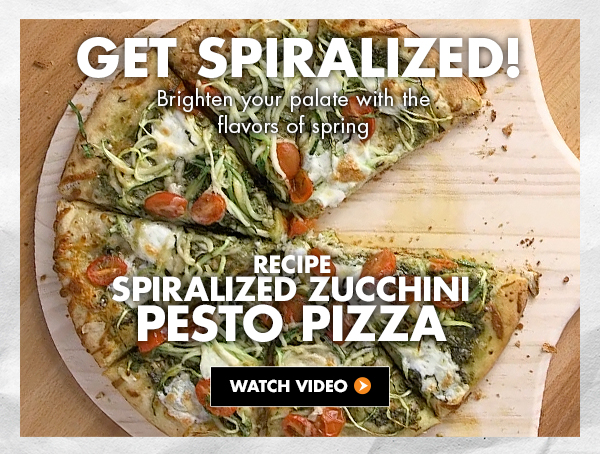 GET SPIRALIZED!
Brighten your palate with the
flavors of spring
RECIPE
SPIRALIZED ZUCCHINI
PESTO PIZZA
WATCH VIDEO